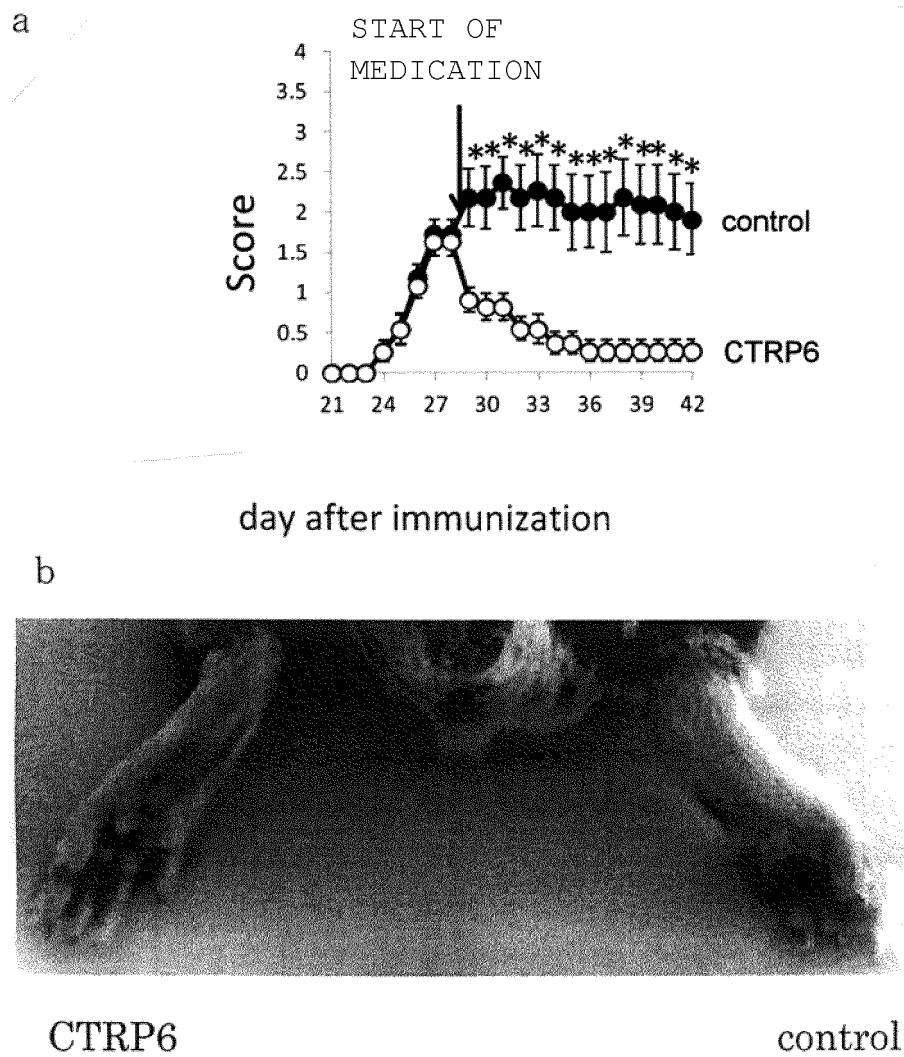 a
START OF
MEDICATION
4
3.5
3
2.5
2
1.5
1
0.5
0
Score
* * * * * * * * * * * * * *
control
CTRP6
21 24 27 30 33 36 39 42
day after immunization
b
CTRP6 control